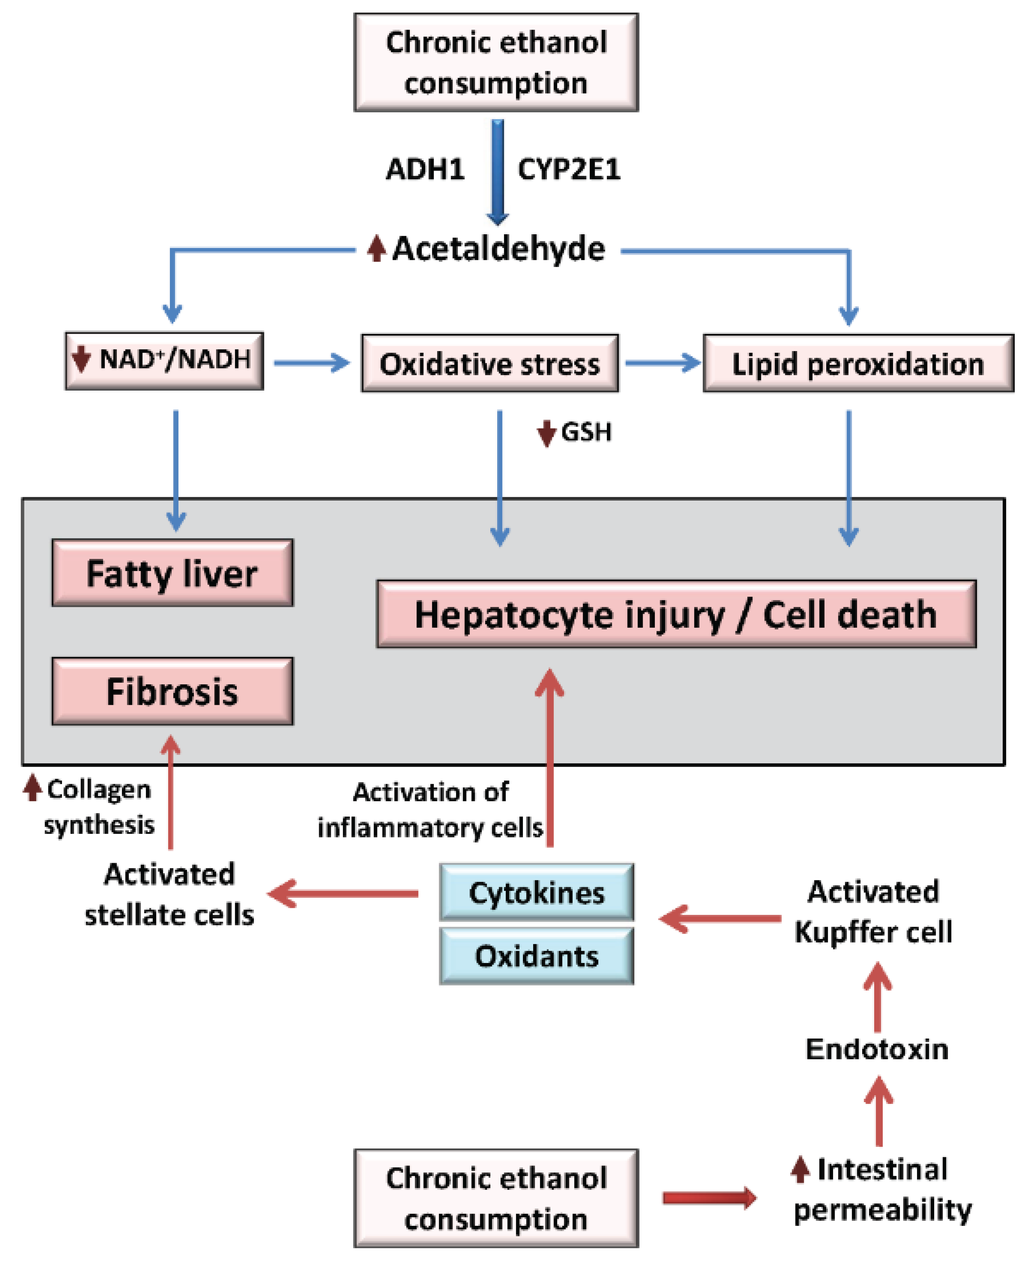 Chronic ethanol
consumption
ADH1 CYP2E1
Acetaldehyde
NAD⁺/NADH
Oxidative stress
Lipid peroxidation
GSH
Fatty liver
Hepatocyte injury / Cell death
Fibrosis
Collagen
synthesis
Activation of
inflammatory cells
Activated
stellate cells
Cytokines
Oxidants
Activated
Kupffer cell
Endotoxin
Intestinal
permeability
Chronic ethanol
consumption